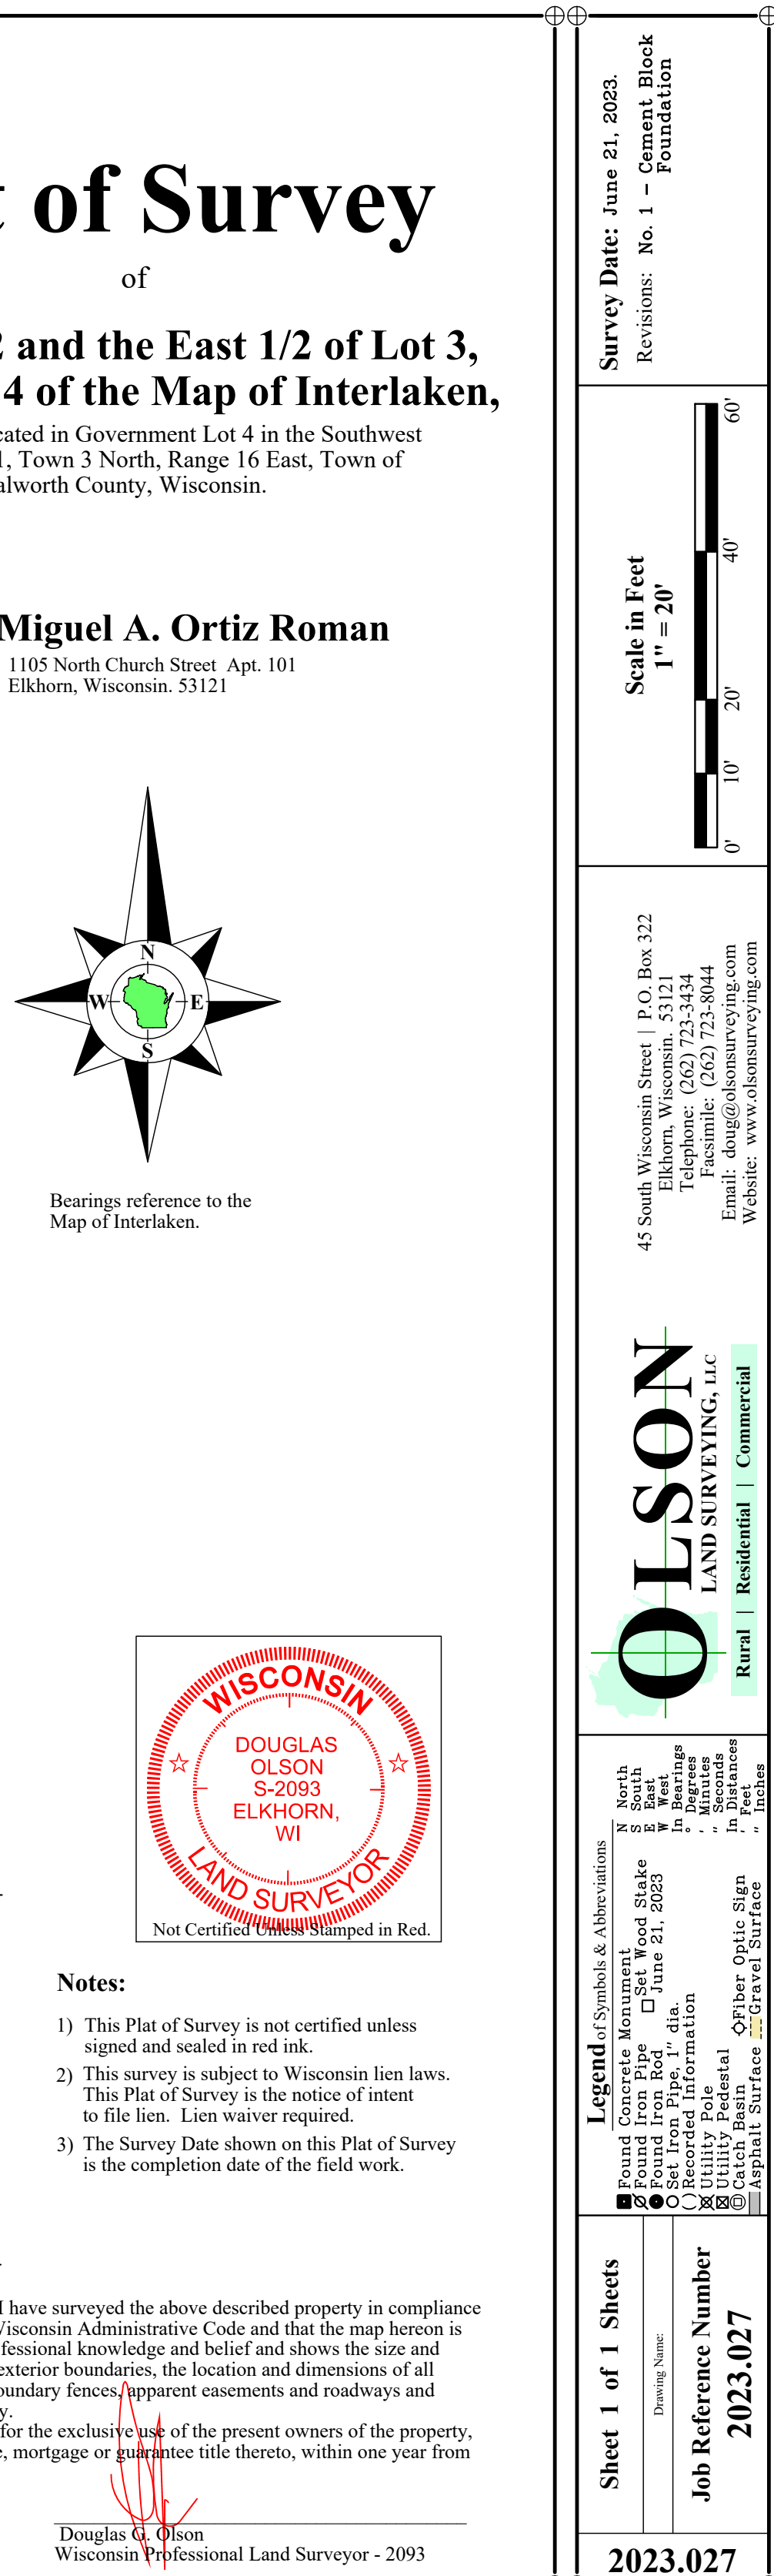 of Survey
of
and the East 1/2 of Lot 3,
4 of the Map of Interlaken,
cated in Government Lot 4 in the Southwest
1, Town 3 North, Range 16 East, Town of
alworth County, Wisconsin.
Miguel A. Ortiz Roman
1105 North Church Street Apt. 101
Elkhorn, Wisconsin. 53121
N
W
E
S
Bearings reference to the
Map of Interlaken.
WISCONSIN
DOUGLAS
OLSON
S-2093
ELKHORN,
WI
LAND SURVEYOR
Not Certified Unless Stamped in Red.
Notes:
1) This Plat of Survey is not certified unless
signed and sealed in red ink.
2) This survey is subject to Wisconsin lien laws.
This Plat of Survey is the notice of intent
to file lien. Lien waiver required.
3) The Survey Date shown on this Plat of Survey
is the completion date of the field work.
I have surveyed the above described property in compliance
Wisconsin Administrative Code and that the map hereon is
ofessional knowledge and belief and shows the size and
exterior boundaries, the location and dimensions of all
oundary fences, apparent easements and roadways and
y.
for the exclusive use of the present owners of the property,
e, mortgage or guarantee title thereto, within one year from
Douglas G. Olson
Wisconsin Professional Land Surveyor - 2093
Survey Date: June 21, 2023.
Revisions: No. 1 - Cement Block
Foundation
Scale in Feet
1" = 20'
0' 10' 20' 40' 60'
45 South Wisconsin Street | P.O. Box 322
Elkhorn, Wisconsin. 53121
Telephone: (262) 723-3434
Facsimile: (262) 723-8044
Email: doug@olsonsurveying.com
Website: www.olsonsurveying.com
OLSON
LAND SURVEYING, LLC
Rural | Residential | Commercial
Legend of Symbols & Abbreviations
Found Concrete Monument
Found Iron Pipe
Found Iron Rod
Set Iron Pipe, 1" dia.
( ) Recorded Information
Utility Pole
Utility Pedestal
Catch Basin
Asphalt Surface
Set Wood Stake
June 21, 2023
Fiber Optic Sign
Gravel Surface
N North
S South
E East
W West
In Bearings
° Degrees
' Minutes
" Seconds
In Distances
' Feet
" Inches
Sheet 1 of 1 Sheets
Drawing Name:
Job Reference Number
2023.027
2023.027